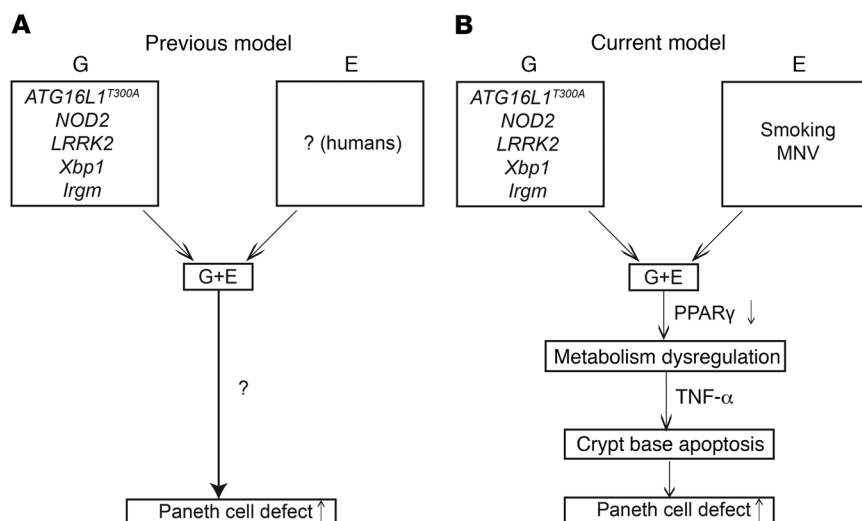 A
Previous model
G
E
ATG16L1T300A
NOD2
LRRK2
Xbp1
Irgm
? (humans)
G+E
?
Paneth cell defect ↑
B
Current model
G
E
ATG16L1T300A
NOD2
LRRK2
Xbp1
Irgm
Smoking
MNV
G+E
PPARγ ↓
Metabolism dysregulation
TNF-α
Crypt base apoptosis
Paneth cell defect ↑